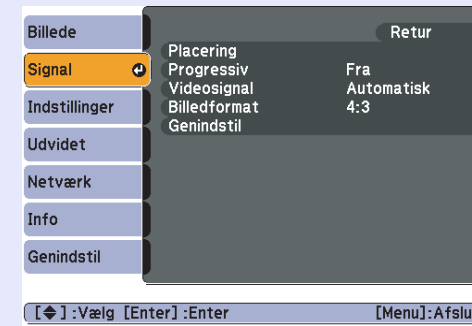 Billede
Signal
Indstillinger
Udvidet
Netværk
Info
Genindstil
Retur
Placering
Progressiv Fra
Videosignal Automatisk
Billedformat 4:3
Genindstil
[ ] :Vælg [Enter] :Enter [Menu]:Afslu